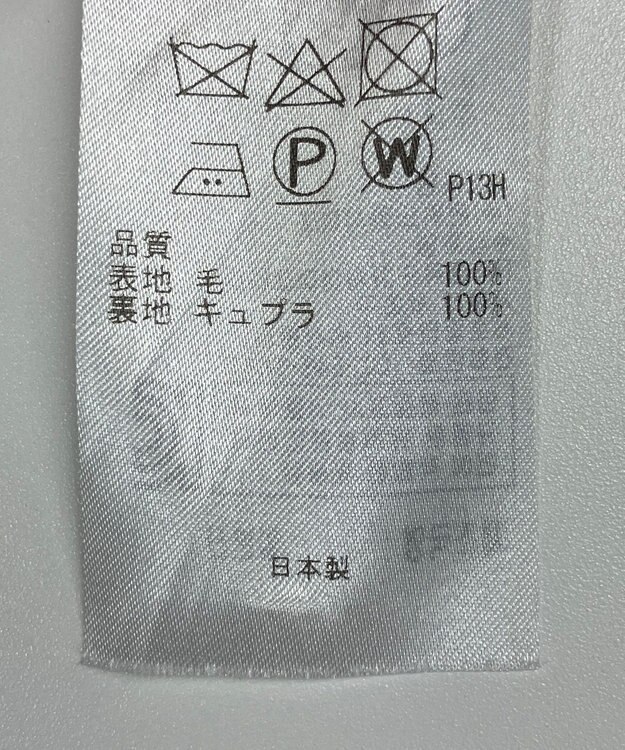 P
W
P13H
品質
表地 毛 100%
裏地 キュプラ 100%
日本製